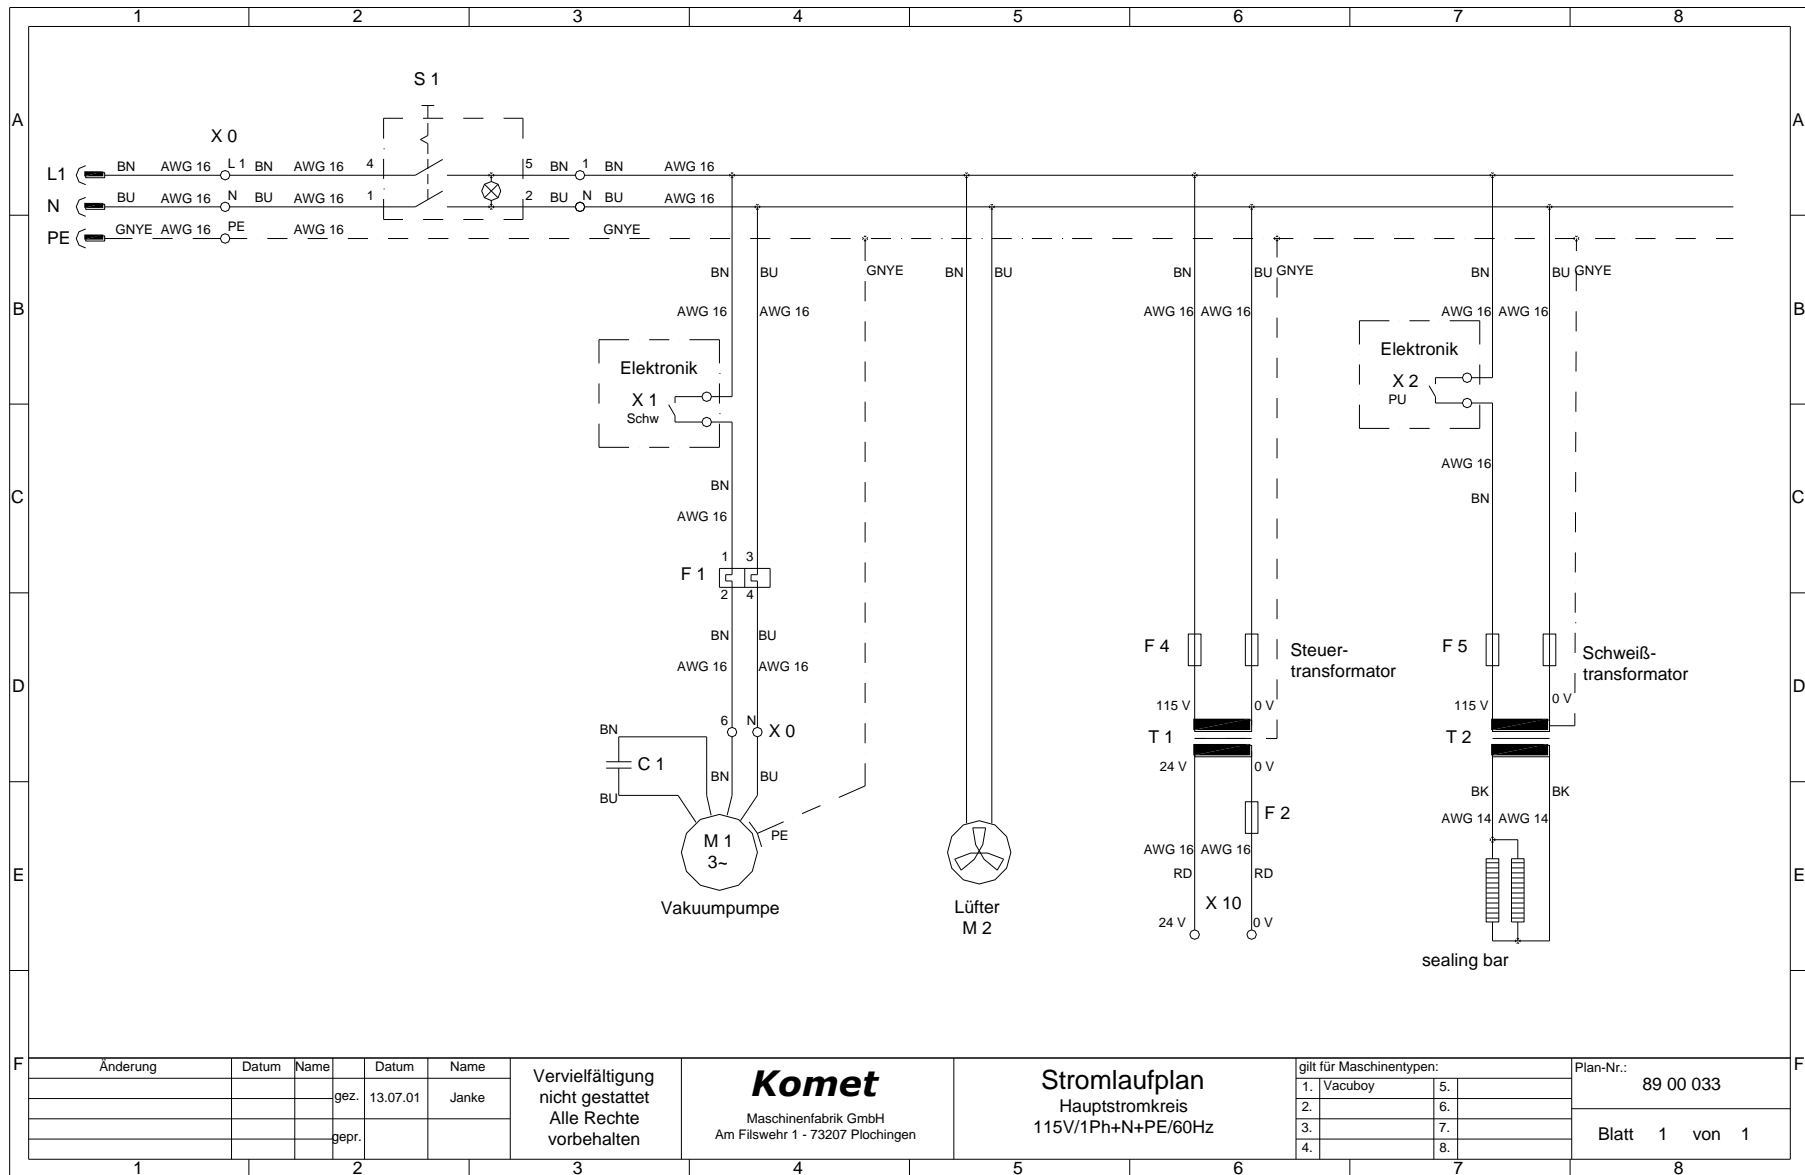 1 2 3 4 5 6 7 8
S 1
A A
X 0
L1 BN AWG 16 L 1 BN AWG 16 4 5 BN 1 BN AWG 16
N BU AWG 16 N BU AWG 16 1 2 BU N BU AWG 16
PE GNYE AWG 16 PE AWG 16 GNYE
BN BU GNYE BN BU BN BU GNYE BN BU GNYE
B AWG 16 AWG 16 AWG 16 AWG 16 AWG 16 AWG 16 B
Elektronik
X 1
Schw
Elektronik
X 2
PU
AWG 16
BN
C C
BN
AWG 16
1 3
F 1
2 4
BN BU
AWG 16 AWG 16
F 4
Steuer-
transformator
F 5
Schweiß-
transformator
D D
6 N X 0
BN
C 1
BU
BN BU
115 V 0 V
T 1
24 V 0 V
115 V 0 V
T 2
F 2
BK BK
AWG 14 AWG 14
PE
M 1
3~
Vakuumpumpe
Lüfter
M 2
AWG 16 AWG 16
RD RD
X 10
24 V 0 V
E E
sealing bar
F F
Änderung Datum Name Datum Name
gez. 13.07.01 Janke
gepr.
Vervielfältigung
nicht gestattet
Alle Rechte
vorbehalten
Komet
Maschinenfabrik GmbH
Am Filswehr 1 - 73207 Plochingen
Stromlaufplan
Hauptstromkreis
115V/1Ph+N+PE/60Hz
gilt für Maschinentypen:
1. Vacuboy 5.
2. 6.
3. 7.
4. 8.
Plan-Nr.:
89 00 033
Blatt 1 von 1
1 2 3 4 5 6 7 8